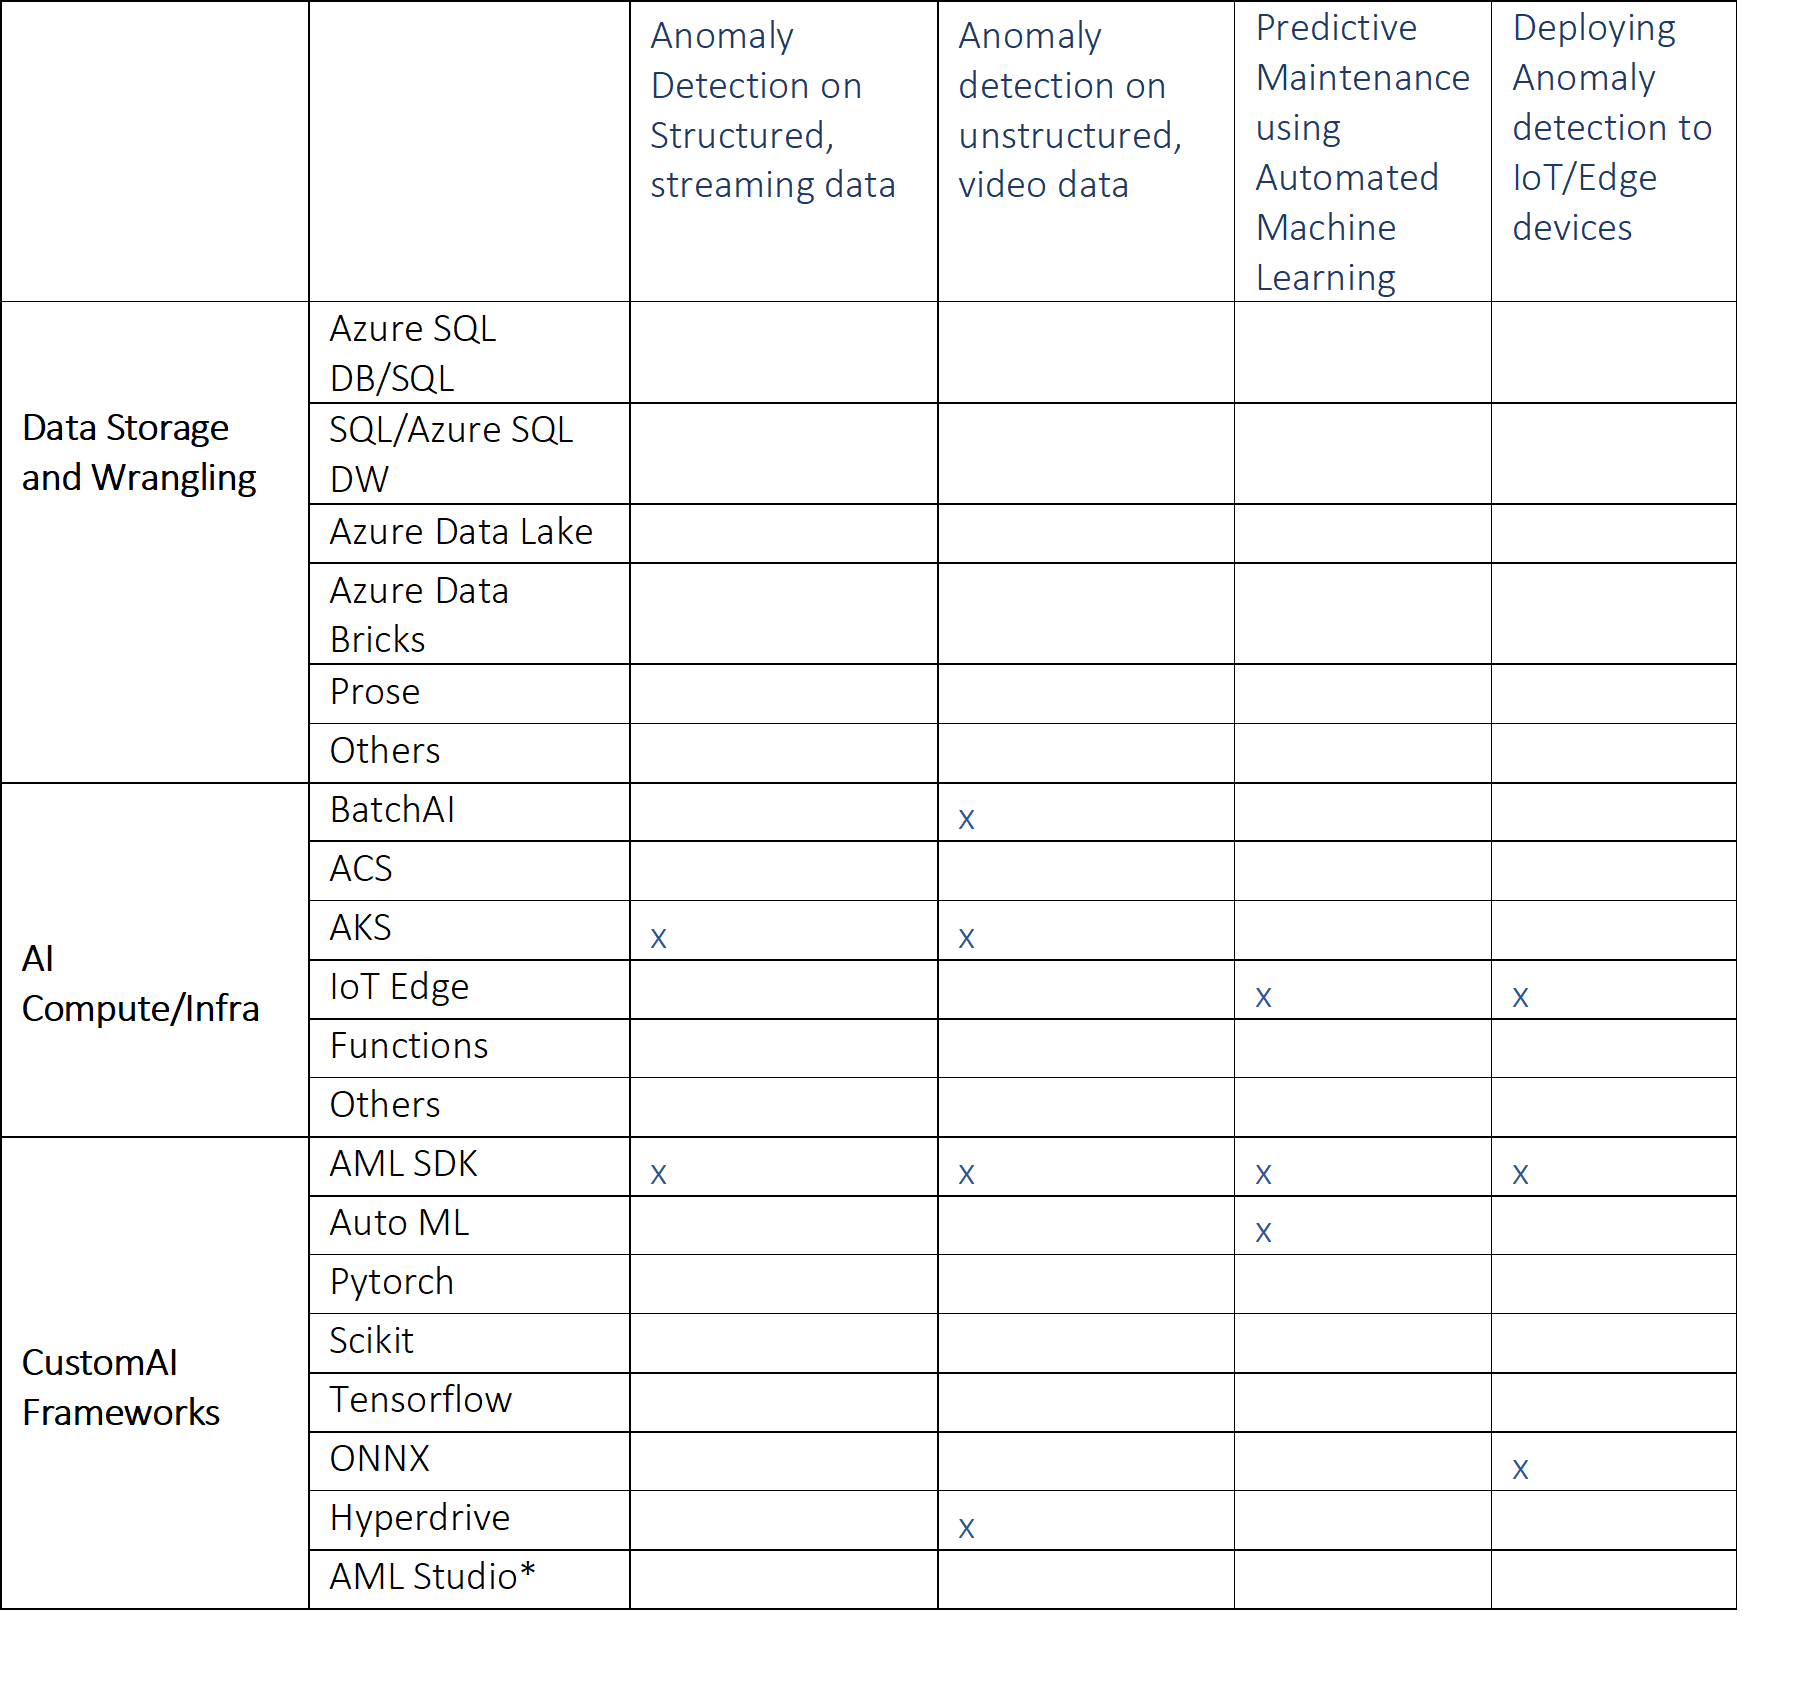 Anomaly
Detection on
Structured,
streaming data
Anomaly
detection on
unstructured,
video data
Predictive
Maintenance
using
Automated
Machine
Learning
Deploying
Anomaly
detection to
IoT/Edge
devices
Data Storage
and Wrangling
Azure SQL
DB/SQL
SQL/Azure SQL
DW
Azure Data Lake
Azure Data
Bricks
Prose
Others
AI
Compute/Infra
BatchAI
x
ACS
AKS
x
x
IoT Edge
x
x
Functions
Others
CustomAI
Frameworks
AML SDK
x
x
x
x
Auto ML
x
Pytorch
Scikit
Tensorflow
ONNX
x
Hyperdrive
x
AML Studio*